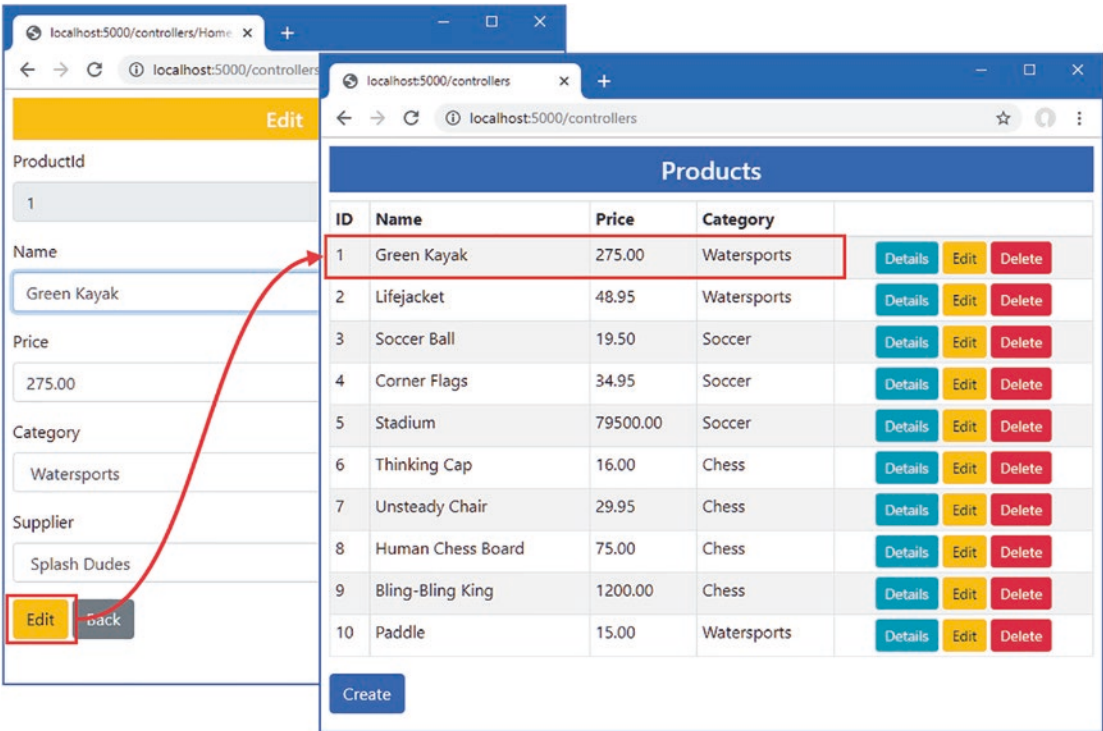 localhost:5000/controllers/Home
localhost:5000/controllers
Edit
ProductId
1
Name
Green Kayak
Price
275.00
Category
Watersports
Supplier
Splash Dudes
Edit Back
localhost:5000/controllers
localhost:5000/controllers
Products
ID Name Price Category
1 Green Kayak 275.00 Watersports Details Edit Delete
2 Lifejacket 48.95 Watersports Details Edit Delete
3 Soccer Ball 19.50 Soccer Details Edit Delete
4 Corner Flags 34.95 Soccer Details Edit Delete
5 Stadium 79500.00 Soccer Details Edit Delete
6 Thinking Cap 16.00 Chess Details Edit Delete
7 Unsteady Chair 29.95 Chess Details Edit Delete
8 Human Chess Board 75.00 Chess Details Edit Delete
9 Bling-Bling King 1200.00 Chess Details Edit Delete
10 Paddle 15.00 Watersports Details Edit Delete
Create